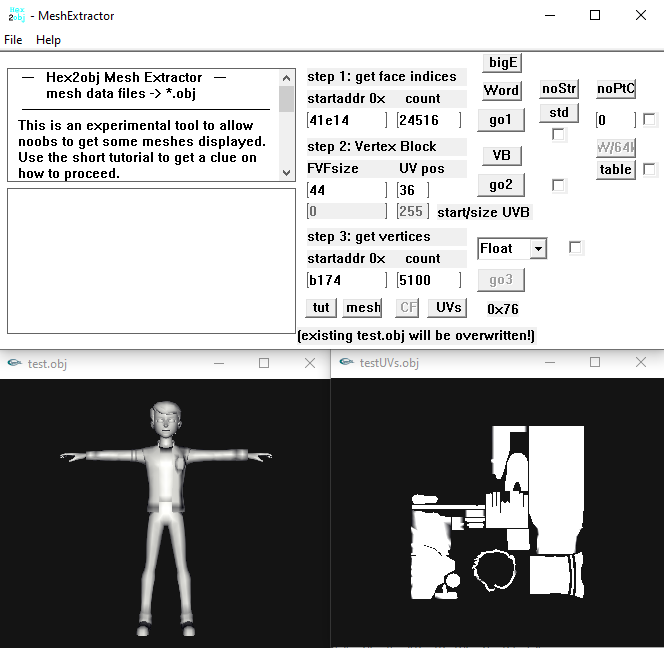 hex
2obj - MeshExtractor
File Help
— Hex2obj Mesh Extractor —
mesh data files -> *.obj
This is an experimental tool to allow
noobs to get some meshes displayed.
Use the short tutorial to get a clue on
how to proceed.
step 1: get face indices
startaddr 0x count
41e14 24516
step 2: Vertex Block
FVFsize UV pos
44 36
0 255 start/size UVB
step 3: get vertices
startaddr 0x count
b174 5100
tut mesh CF UVs 0x76
(existing test.obj will be overwritten!)
bigE
Word noStr noPtC
go1 std 0
VB W/64k
go2 table
Float
go3
test.obj
testUVs.obj